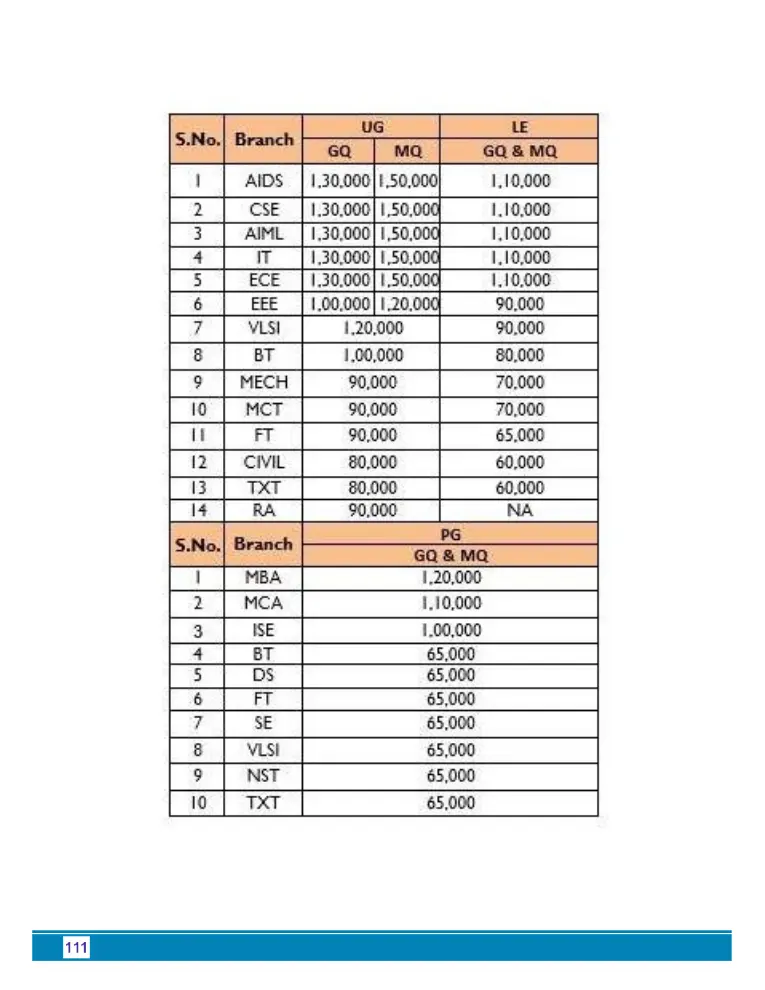 S.No. Branch UG LE
GQ MQ GQ & MQ
1 AIDS 1,30,000 1,50,000 1,10,000
2 CSE 1,30,000 1,50,000 1,10,000
3 AIML 1,30,000 1,50,000 1,10,000
4 IT 1,30,000 1,50,000 1,10,000
5 ECE 1,30,000 1,50,000 1,10,000
6 EEE 1,00,000 1,20,000 90,000
7 VLSI 1,20,000 90,000
8 BT 1,00,000 80,000
9 MECH 90,000 70,000
10 MCT 90,000 70,000
11 FT 90,000 65,000
12 CIVIL 80,000 60,000
13 TXT 80,000 60,000
14 RA 90,000 NA
S.No. Branch PG
GQ & MQ
1 MBA 1,20,000
2 MCA 1,10,000
3 ISE 1,00,000
4 BT 65,000
5 DS 65,000
6 FT 65,000
7 SE 65,000
8 VLSI 65,000
9 NST 65,000
10 TXT 65,000
111